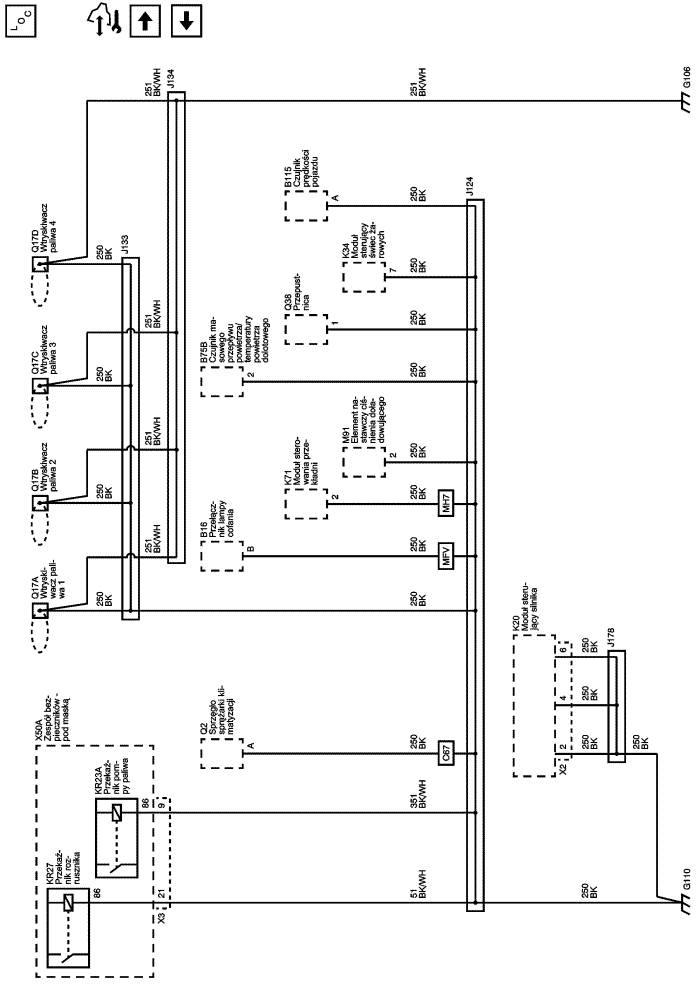 LOC
X50A
Zespół bez-
pieczników -
pod maską
KR27
Przekaź-
nik roz-
rusznika
86
KR23A
Przekaź-
nik pom-
py paliwa
86
X3
21
9
51
BK/WH
351
BK/WH
Q17A
Wtryski-
wacz pali-
wa 1
250
BK
251
BK/WH
Q17B
Wtryskiwacz
paliwa 2
250
BK
251
BK/WH
Q17C
Wtryskiwacz
paliwa 3
250
BK
251
BK/WH
Q17D
Wtryskiwacz
paliwa 4
250
BK
251
BK/WH
J133
J134
251
BK/WH
G106
Q2
Sprzęgło
sprężarki kli-
matyzacji
A
250
BK
C67
250
BK
B16
Przełącz-
nik lampy
cofania
B
250
BK
MFV
K71
Moduł stero-
wania prze-
kładni
2
250
BK
MH7
M91
Element na-
stawczy ciś-
nienia doła-
dowującego
2
250
BK
B75B
Czujnik ma-
sowego
przepływu
powietrza/
temperatury
powietrza
dolotowego
2
250
BK
Q38
Przepust-
nica
1
250
BK
K34
Moduł
sterujący
świec ża-
rowych
7
250
BK
B115
Czujnik
prędkości
pojazdu
A
250
BK
J124
K20
Moduł steru-
jący silnika
X2
2
4
6
250
BK
250
BK
250
BK
J178
250
BK
250
BK
G110